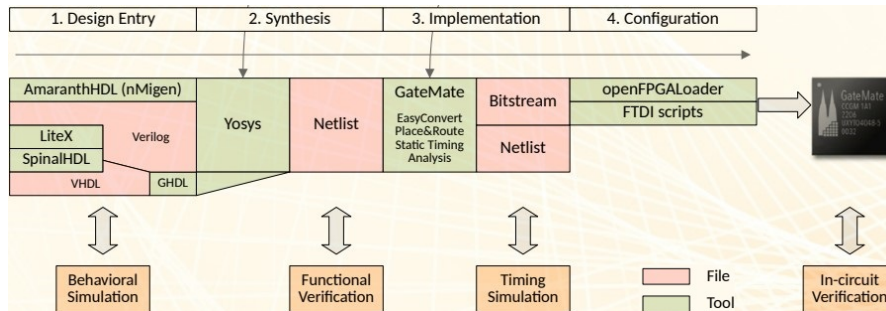 1. Design Entry
2. Synthesis
3. Implementation
4. Configuration
AmaranthHDL (nMigen)
Verilog
LiteX
SpinalHDL
VHDL
GHDL
Yosys
Netlist
GateMate
EasyConvert
Place&Route
Static Timing
Analysis
Bitstream
Netlist
openFPGALoader
FTDI scripts
GateMate
Behavioral
Simulation
Functional
Verification
Timing
Simulation
File
Tool
In-circuit
Verification